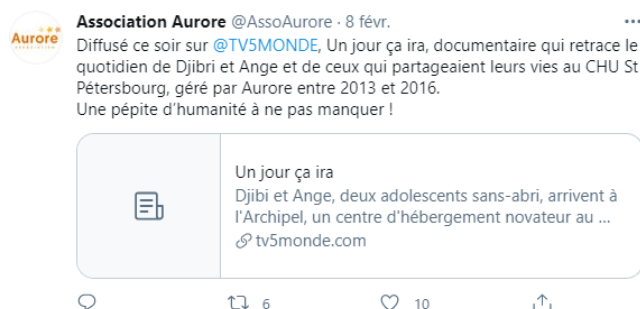 Association Aurore @AssoAurore · 8 févr.
Aurore
ASSOCIATION
Diffusé ce soir sur @TV5MONDE, Un jour ça ira, documentaire qui retrace le
quotidien de Djibri et Ange et de ceux qui partageaient leurs vies au CHU St
Pétersbourg, géré par Aurore entre 2013 et 2016.
Une pépite d'humanité à ne pas manquer !
Un jour ça ira
Djibi et Ange, deux adolescents sans-abri, arrivent à
l'Archipel, un centre d'hébergement novateur au ...
tv5monde.com
6
10